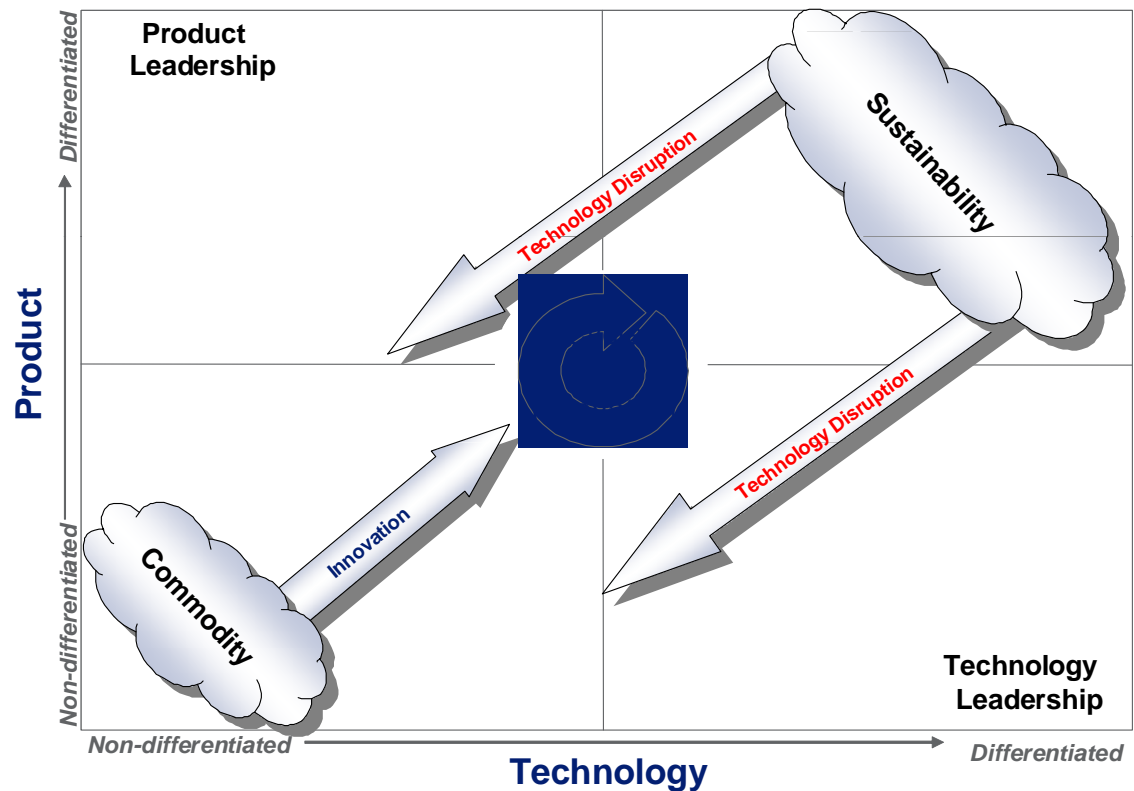 Product
Leadership
Differentiated
Sustainability
Technology Disruption
Product
Technology Disruption
Innovation
Commodity
Non-differentiated
Technology
Leadership
Non-differentiated
Differentiated
Technology